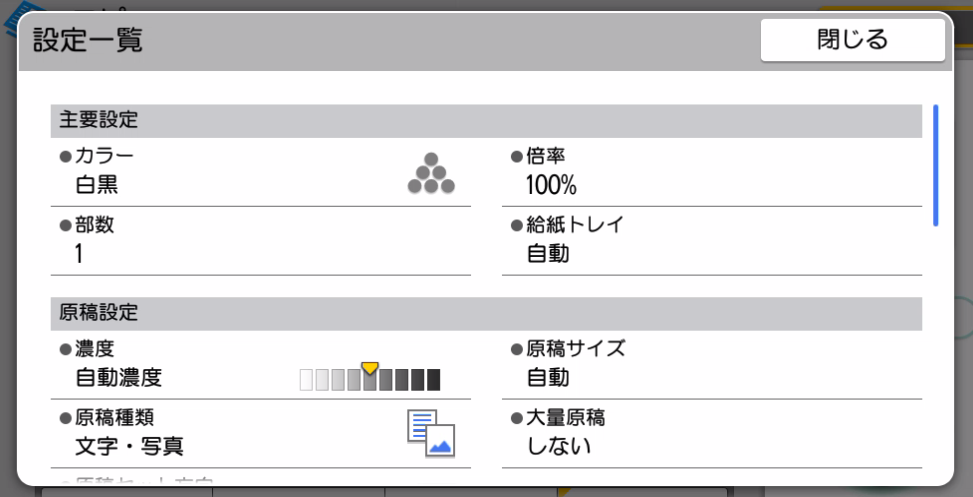 設定一覧
閉じる
主要設定
●カラー
白黒
●倍率
100%
●部数
1
●給紙トレイ
自動
原稿設定
●濃度
自動濃度
●原稿サイズ
自動
●原稿種類
文字・写真
●大量原稿
しない